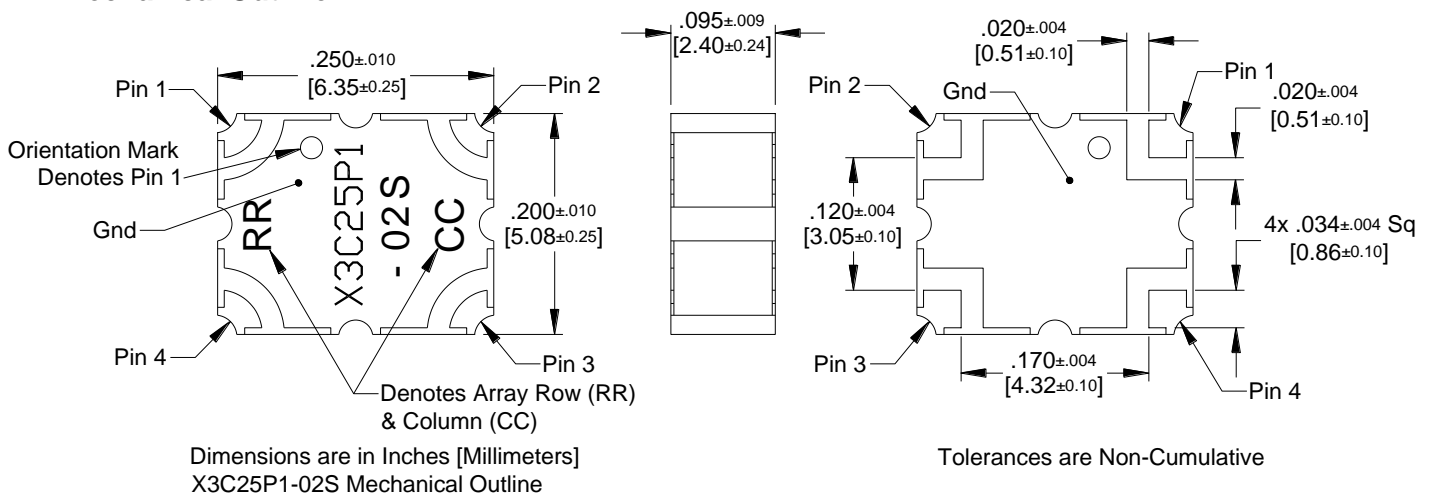 .250±.010
[6.35±0.25]
Pin 1
Pin 2
Orientation Mark
Denotes Pin 1
Gnd
RR
X3C25P1
- 02S
CC
.200±.010
[5.08±0.25]
Pin 4
Pin 3
Denotes Array Row (RR)
& Column (CC)
Dimensions are in Inches [Millimeters]
X3C25P1-02S Mechanical Outline
.095±.009
[2.40±0.24]
.020±.004
[0.51±0.10]
Pin 2
Gnd
Pin 1
.020±.004
[0.51±0.10]
.120±.004
[3.05±0.10]
4x .034±.004 Sq
[0.86±0.10]
Pin 3
.170±.004
[4.32±0.10]
Pin 4
Tolerances are Non-Cumulative